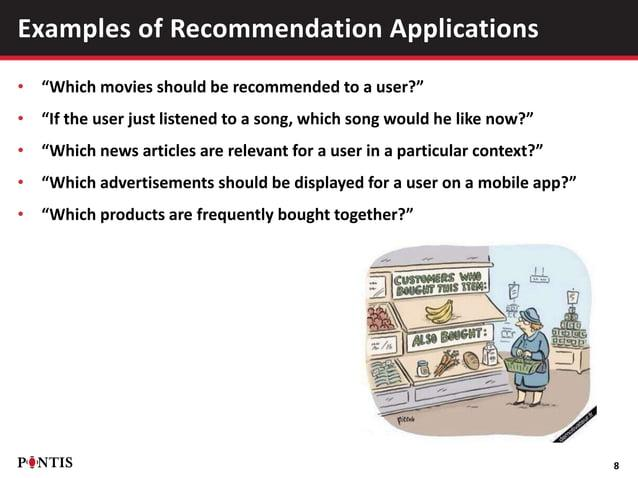 Examples of Recommendation Applications
• “Which movies should be recommended to a user?”
• “If the user just listened to a song, which song would he like now?”
• “Which news articles are relevant for a user in a particular context?”
• “Which advertisements should be displayed for a user on a mobile app?”
• “Which products are frequently bought together?”
CUSTOMERS WHO
BOUGHT THIS ITEM:
ALSO BOUGHT:
PONTIS
8